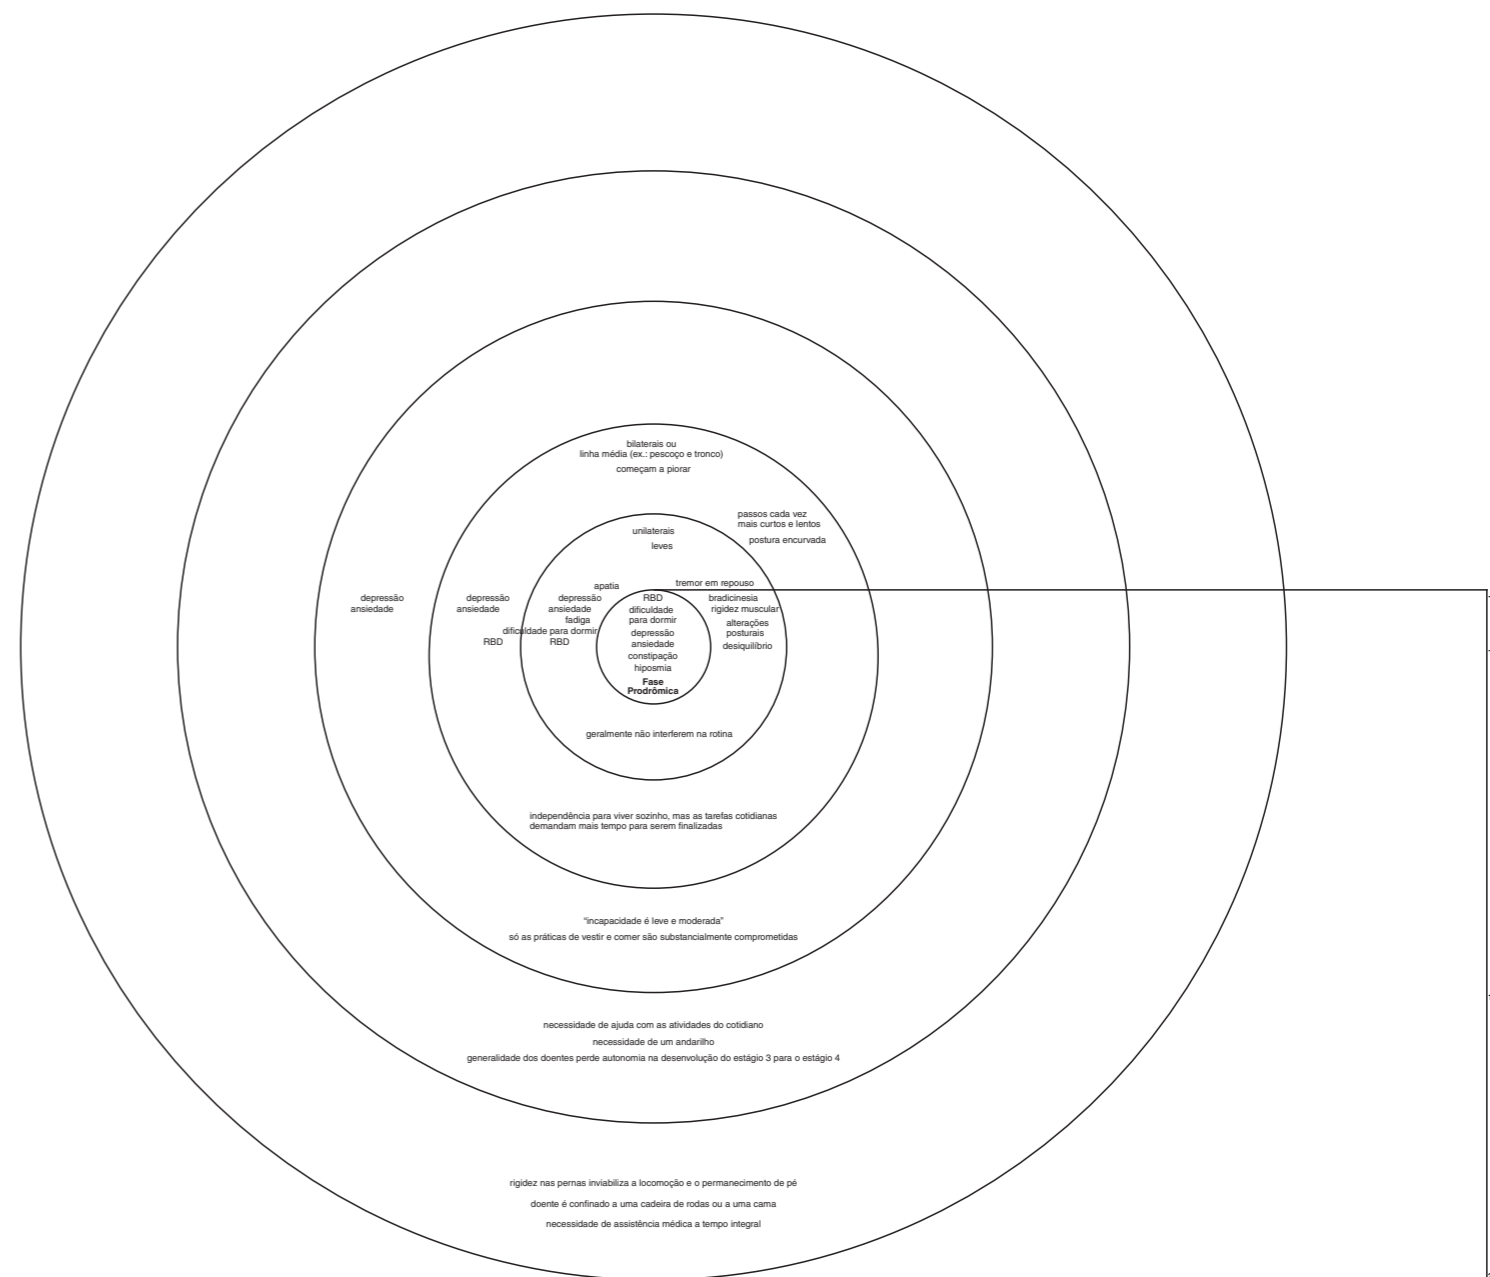 bilaterais ou
linha média (ex.: pescoço e tronco)
começam a piorar
passos cada vez
mais curtos e lentos
postura encurvada
unilaterais
leves
depressão
ansiedade
depressão
ansiedade
RBD
apatia
depressão
ansiedade
fadiga
dificuldade para dormir
RBD
RBD
dificuldade
para dormir
depressão
ansiedade
constipação
hiposmia
Fase
Prodrômica
tremor em repouso
bradicinesia
rigidez muscular
alterações
posturais
desiquilíbrio
geralmente não interferem na rotina
independência para viver sozinho, mas as tarefas cotidianas
demandam mais tempo para serem finalizadas
“incapacidade é leve e moderada”
só as práticas de vestir e comer são substancialmente comprometidas
necessidade de ajuda com as atividades do cotidiano
necessidade de um andarilho
generalidade dos doentes perde autonomia na desenvolução do estágio 3 para o estágio 4
rigidez nas pernas inviabiliza a locomoção e o permanecimento de pé
doente é confinado a uma cadeira de rodas ou a uma cama
necessidade de assistência médica a tempo integral